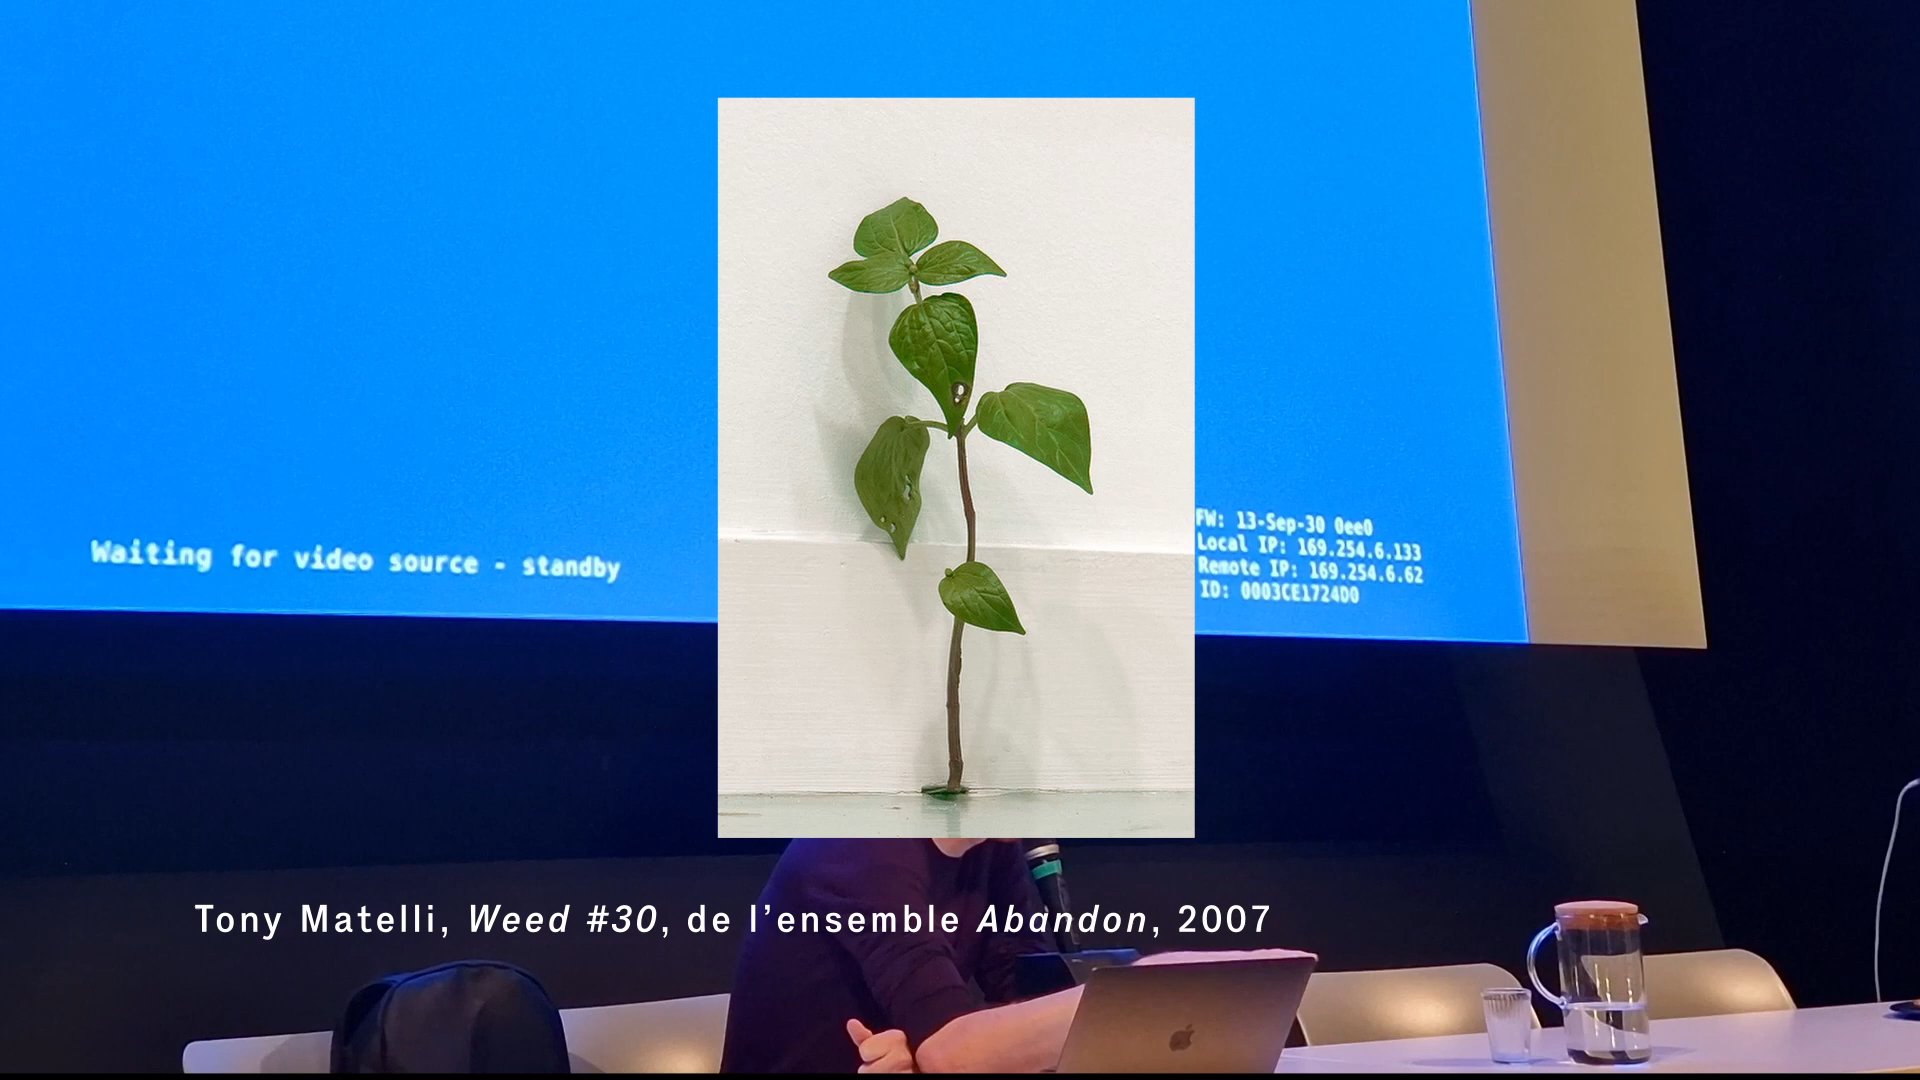 Waiting for video source - standby
FW: 13-Sep-30 0ee0
Local IP: 169.254.6.133
Remote IP: 169.254.6.62
ID: 0003CE1724D0
Tony Matelli, Weed #30, de l’ensemble Abandon, 2007